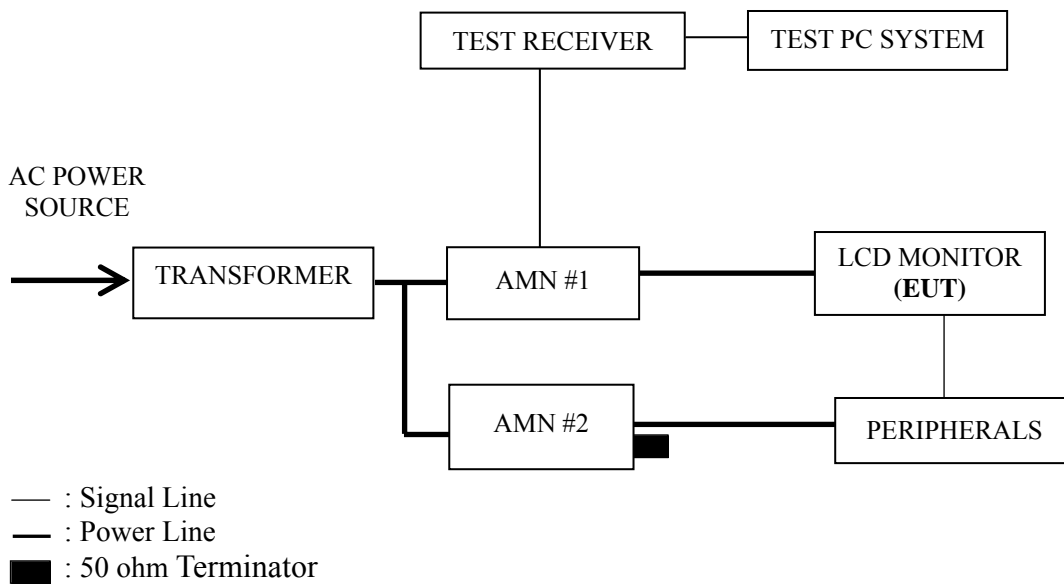 TEST RECEIVER
TEST PC SYSTEM
AC POWER
SOURCE
TRANSFORMER
AMN #1
LCD MONITOR
(EUT)
AMN #2
PERIPHERALS
: Signal Line
: Power Line
: 50 ohm Terminator